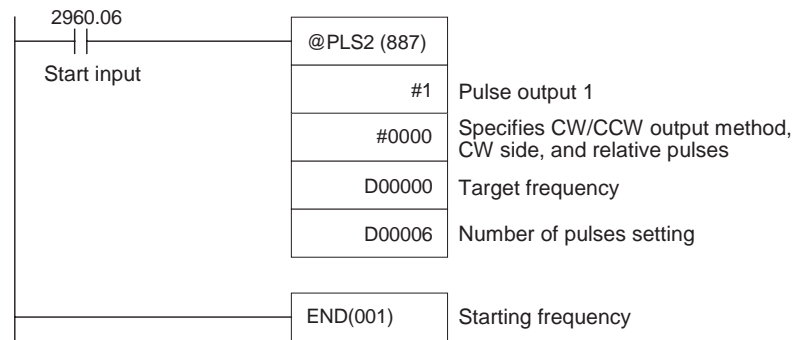 2960.06
@PLS2 (887)
Start input
#1 Pulse output 1
#0000 Specifies CW/CCW output method,
CW side, and relative pulses
D00000 Target frequency
D00006 Number of pulses setting
END(001) Starting frequency